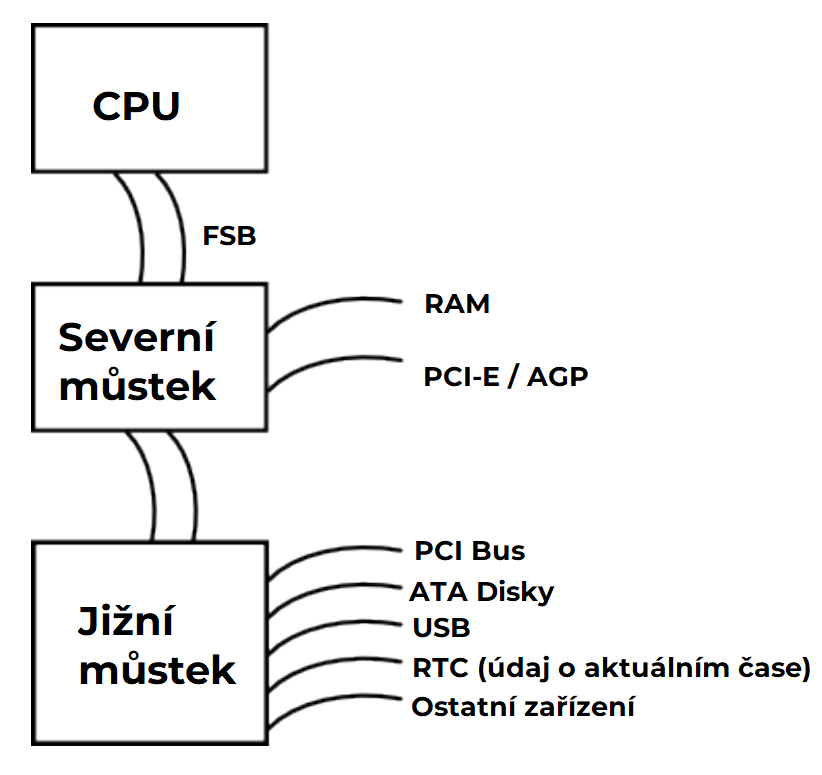 CPU
FSB
Severní
můstek
RAM
PCI-E / AGP
Jižní
můstek
PCI Bus
ATA Disky
USB
RTC (údaj o aktuálním čase)
Ostatní zařízení